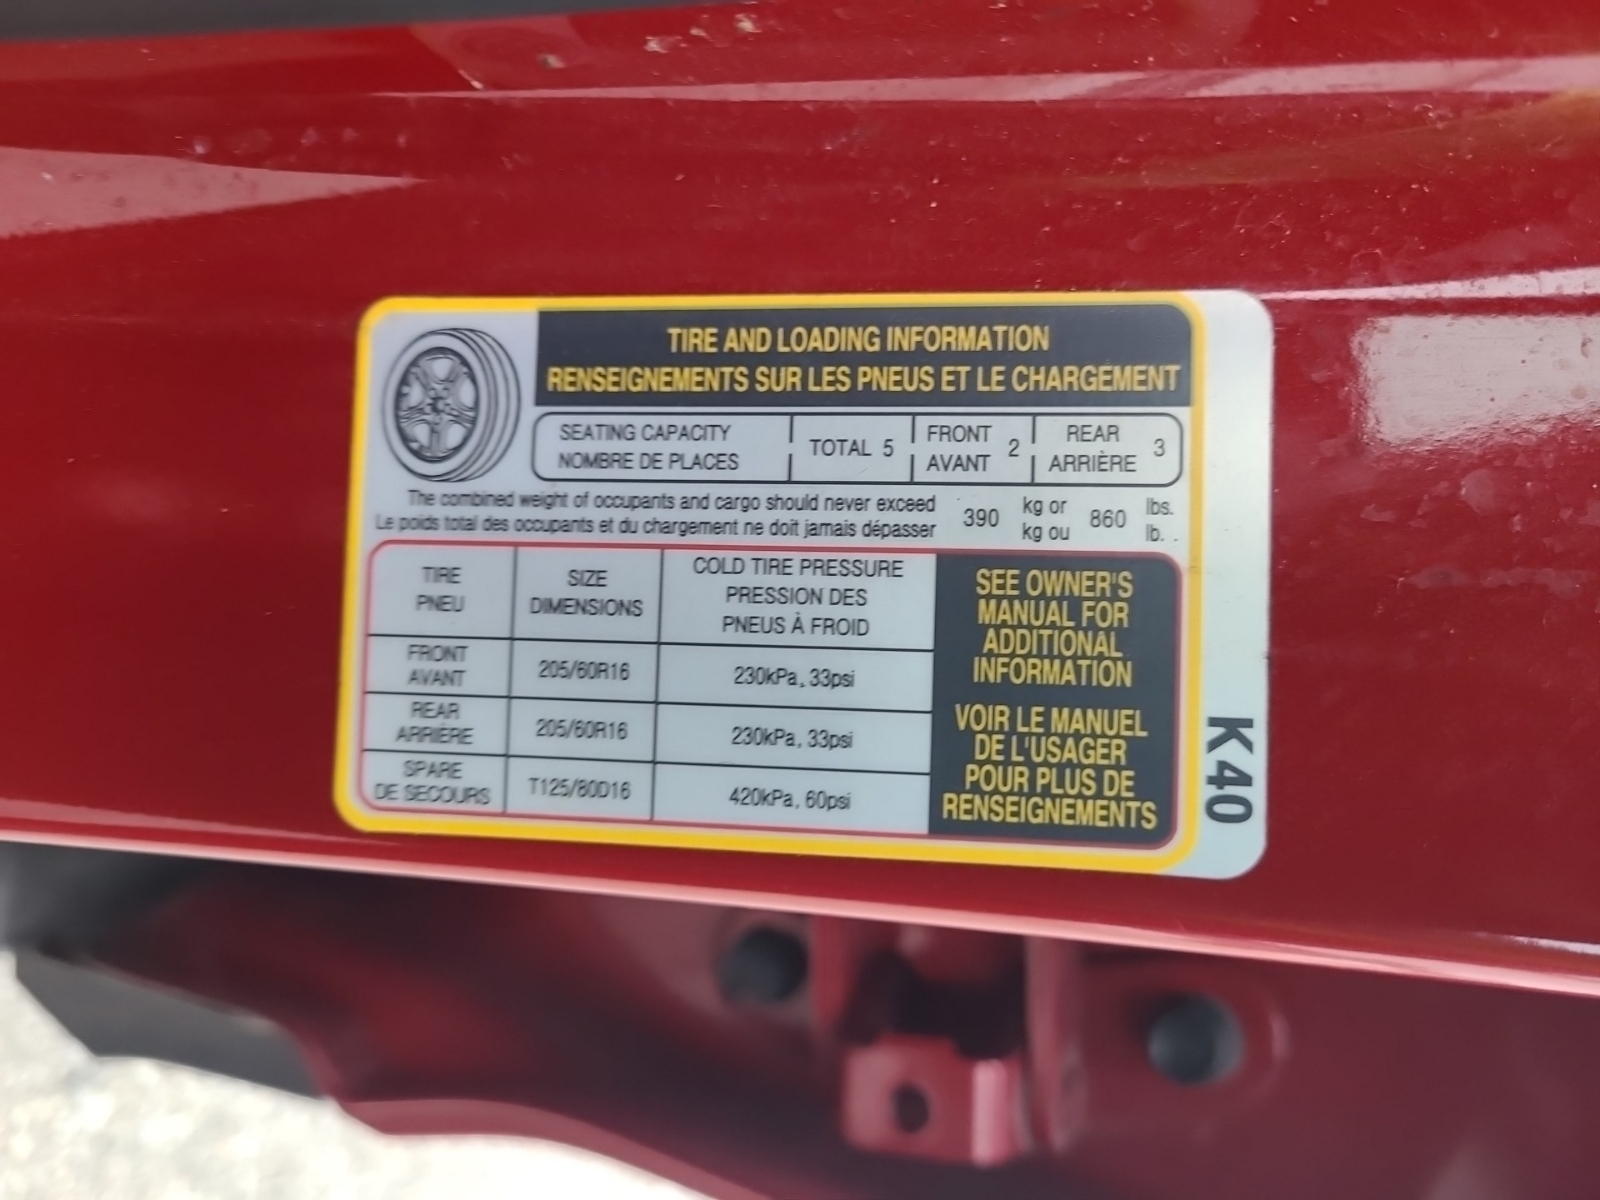 TIRE AND LOADING INFORMATION
RENSEIGNEMENTS SUR LES PNEUS ET LE CHARGEMENT
SEATING CAPACITY
NOMBRE DE PLACES
TOTAL 5
FRONT
AVANT
2
REAR
ARRIÈRE
3
The combined weight of occupants and cargo should never exceed
Le poids total des occupants et du chargement ne doit jamais dépasser
390
kg or
kg ou
860
lbs.
lb. .
TIRE
PNEU
SIZE
DIMENSIONS
COLD TIRE PRESSURE
PRESSION DES
PNEUS À FROID
FRONT
AVANT
205/60R16
230kPa, 33psi
REAR
ARRIÈRE
205/60R16
230kPa, 33psi
SPARE
DE SECOURS
T125/80D16
420kPa, 60psi
SEE OWNER'S
MANUAL FOR
ADDITIONAL
INFORMATION
VOIR LE MANUEL
DE L'USAGER
POUR PLUS DE
RENSEIGNEMENTS
K40